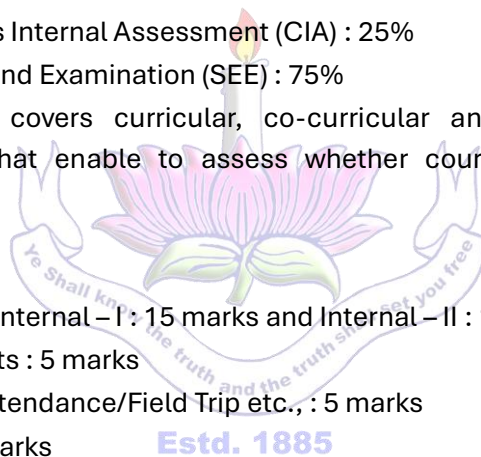 s Internal Assessment (CIA) : 25%
nd Examination (SEE) : 75%
covers curricular, co-curricular an
hat enable to assess whether cour
Ye Shall know the truth and the truth shall set you free
nternal – I : 15 marks and Internal – II :
ts : 5 marks
ttendance/Field Trip etc., : 5 marks
arks
Estd. 1885